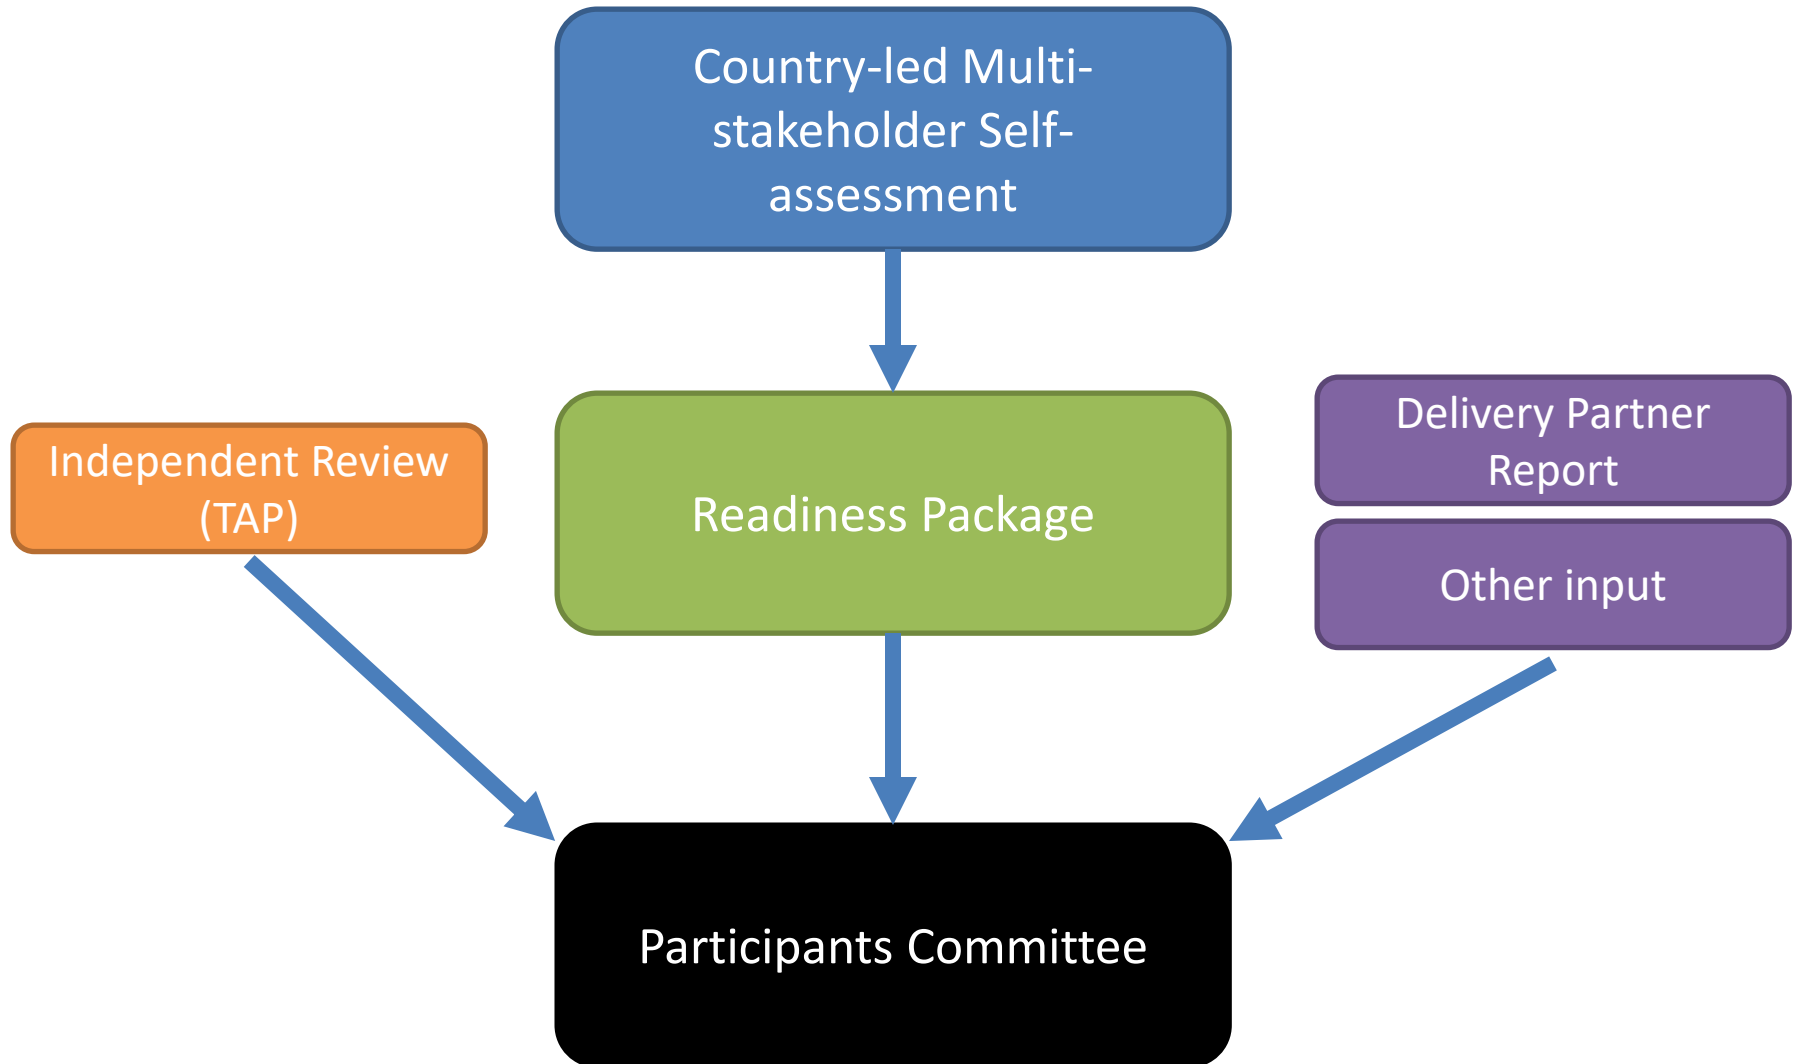 Country-led Multi-
stakeholder Self-
assessment
Independent Review
(TAP)
Readiness Package
Delivery Partner
Report
Other input
Participants Committee